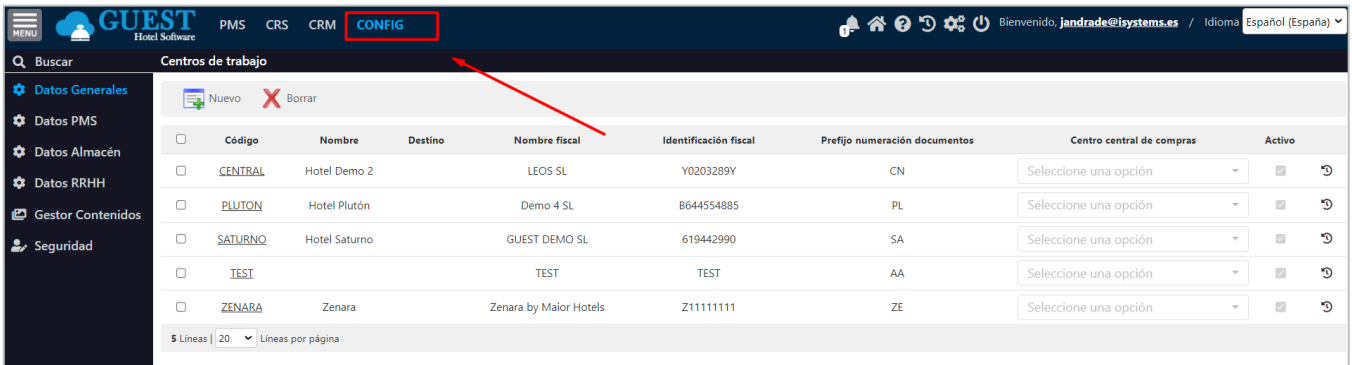 MENU GUEST Hotel Software PMS CRS CRM CONFIG 1 Bienvenido, jandrade@isystems.es / Idioma Español (España)
Buscar Centros de trabajo
Datos Generales Nuevo Borrar
Datos PMS
Código Nombre Destino Nombre fiscal Identificación fiscal Prefijo numeración documentos Centro central de compras Activo
Datos Almacén
CENTRAL Hotel Demo 2 LEOS SL Y0203289Y CN Seleccione una opción
Datos RRHH
PLUTON Hotel Plutón Demo 4 SL B644554885 PL Seleccione una opción
Gestor Contenidos
SATURNO Hotel Saturno GUEST DEMO SL 619442990 SA Seleccione una opción
Seguridad
TEST TEST TEST AA Seleccione una opción
ZENARA Zenara Zenara by Maior Hotels Z11111111 ZE Seleccione una opción
5 Líneas | 20 Líneas por página